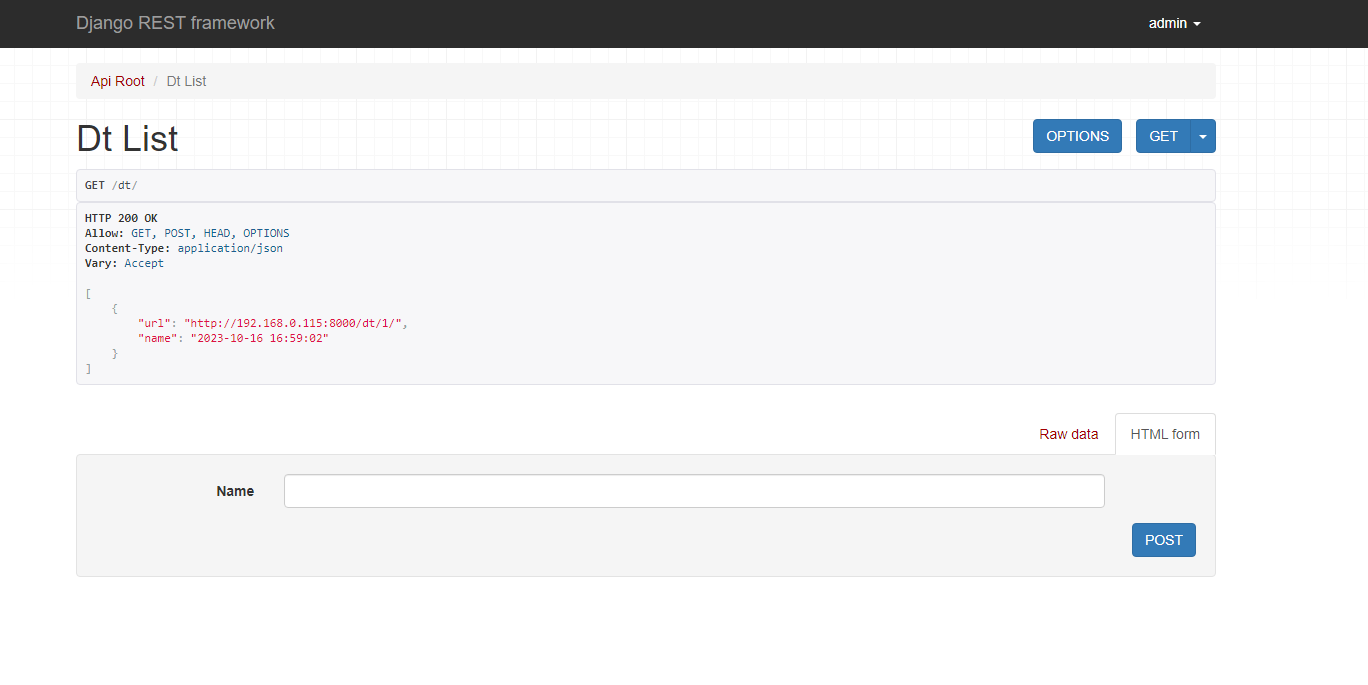 Django REST framework
admin
Api Root / Dt List
Dt List
OPTIONS
GET
GET /dt/
HTTP 200 OK
Allow: GET, POST, HEAD, OPTIONS
Content-Type: application/json
Vary: Accept
[
    {
        "url": "http://192.168.0.115:8000/dt/1/",
        "name": "2023-10-16 16:59:02"
    }
]
Raw data
HTML form
Name
POST